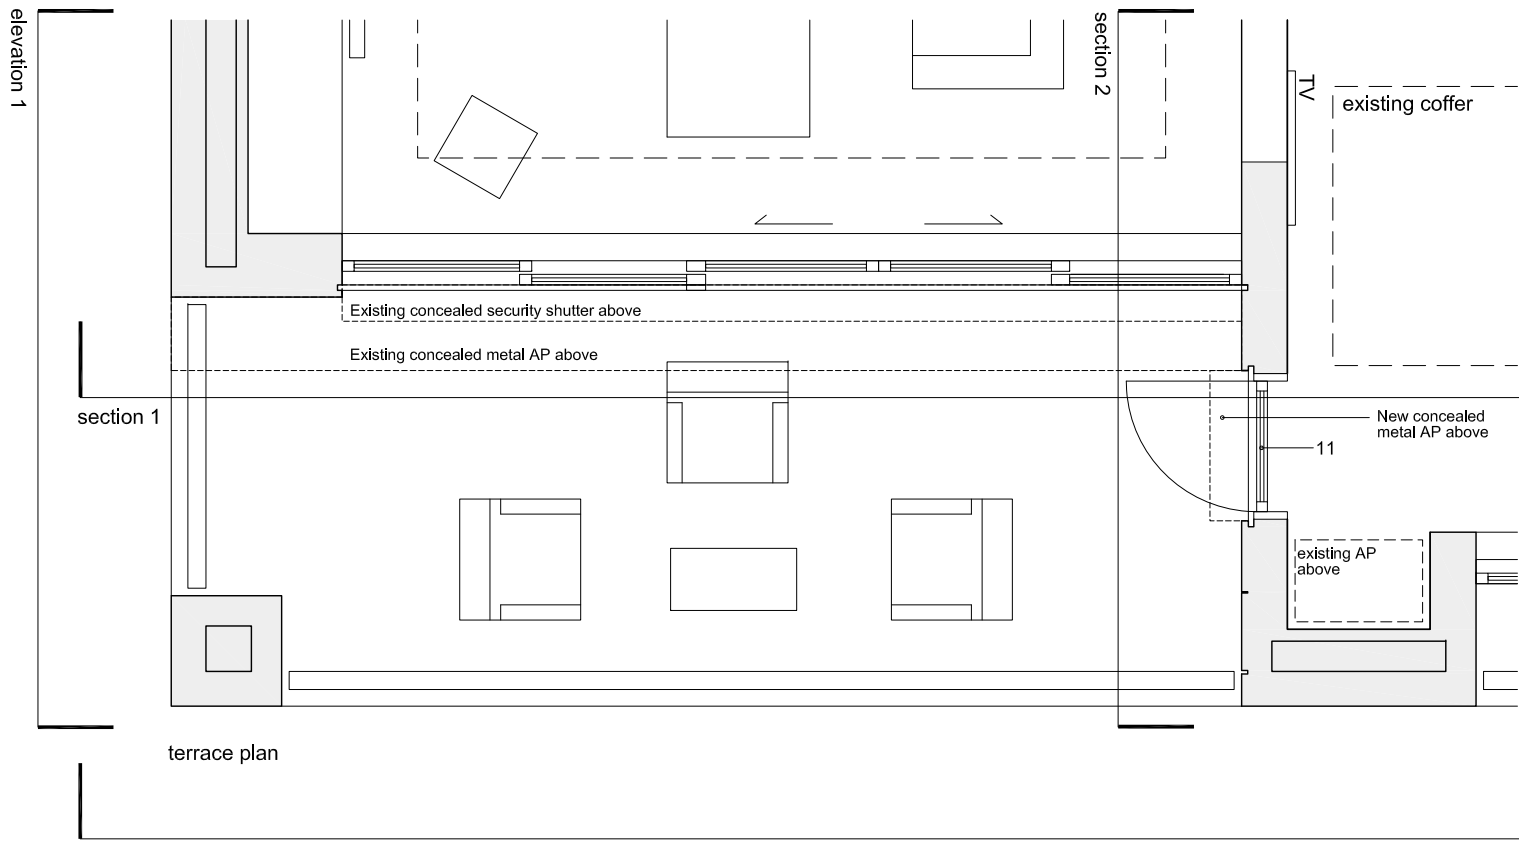 elevation 1
section 2
TV
existing coffer
Existing concealed security shutter above
Existing concealed metal AP above
section 1
New concealed
metal AP above
11
existing AP
above
terrace plan